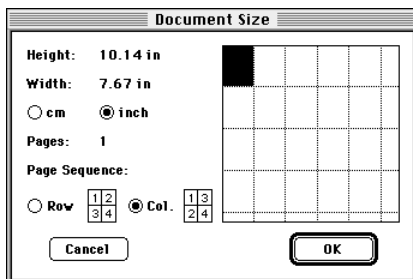 Document Size
Height: 10.14 in
Width: 7.67 in
cm inch
Pages: 1
Page Sequence:
Row 1 2 3 4 Col. 1 3 2 4
Cancel OK